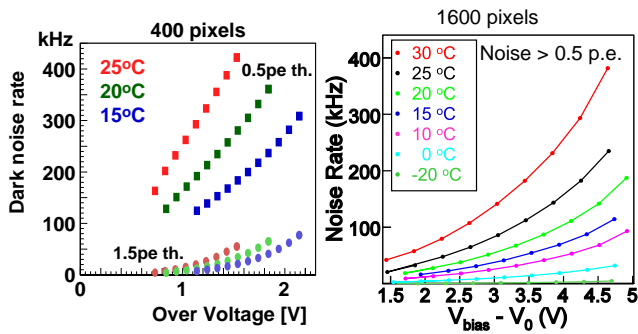 400 pixels
kHz
400
300
200
100
0
Dark noise rate
25°C
20°C
15°C
0.5pe th.
1.5pe th.
0
1
2
Over Voltage [V]
1600 pixels
Noise > 0.5 p.e.
30 °C
25 °C
20 °C
15 °C
10 °C
0 °C
-20 °C
400
300
200
100
Noise Rate (kHz)
1.5 2 2.5 3 3.5 4 4.5 5
Vbias - V0 (V)